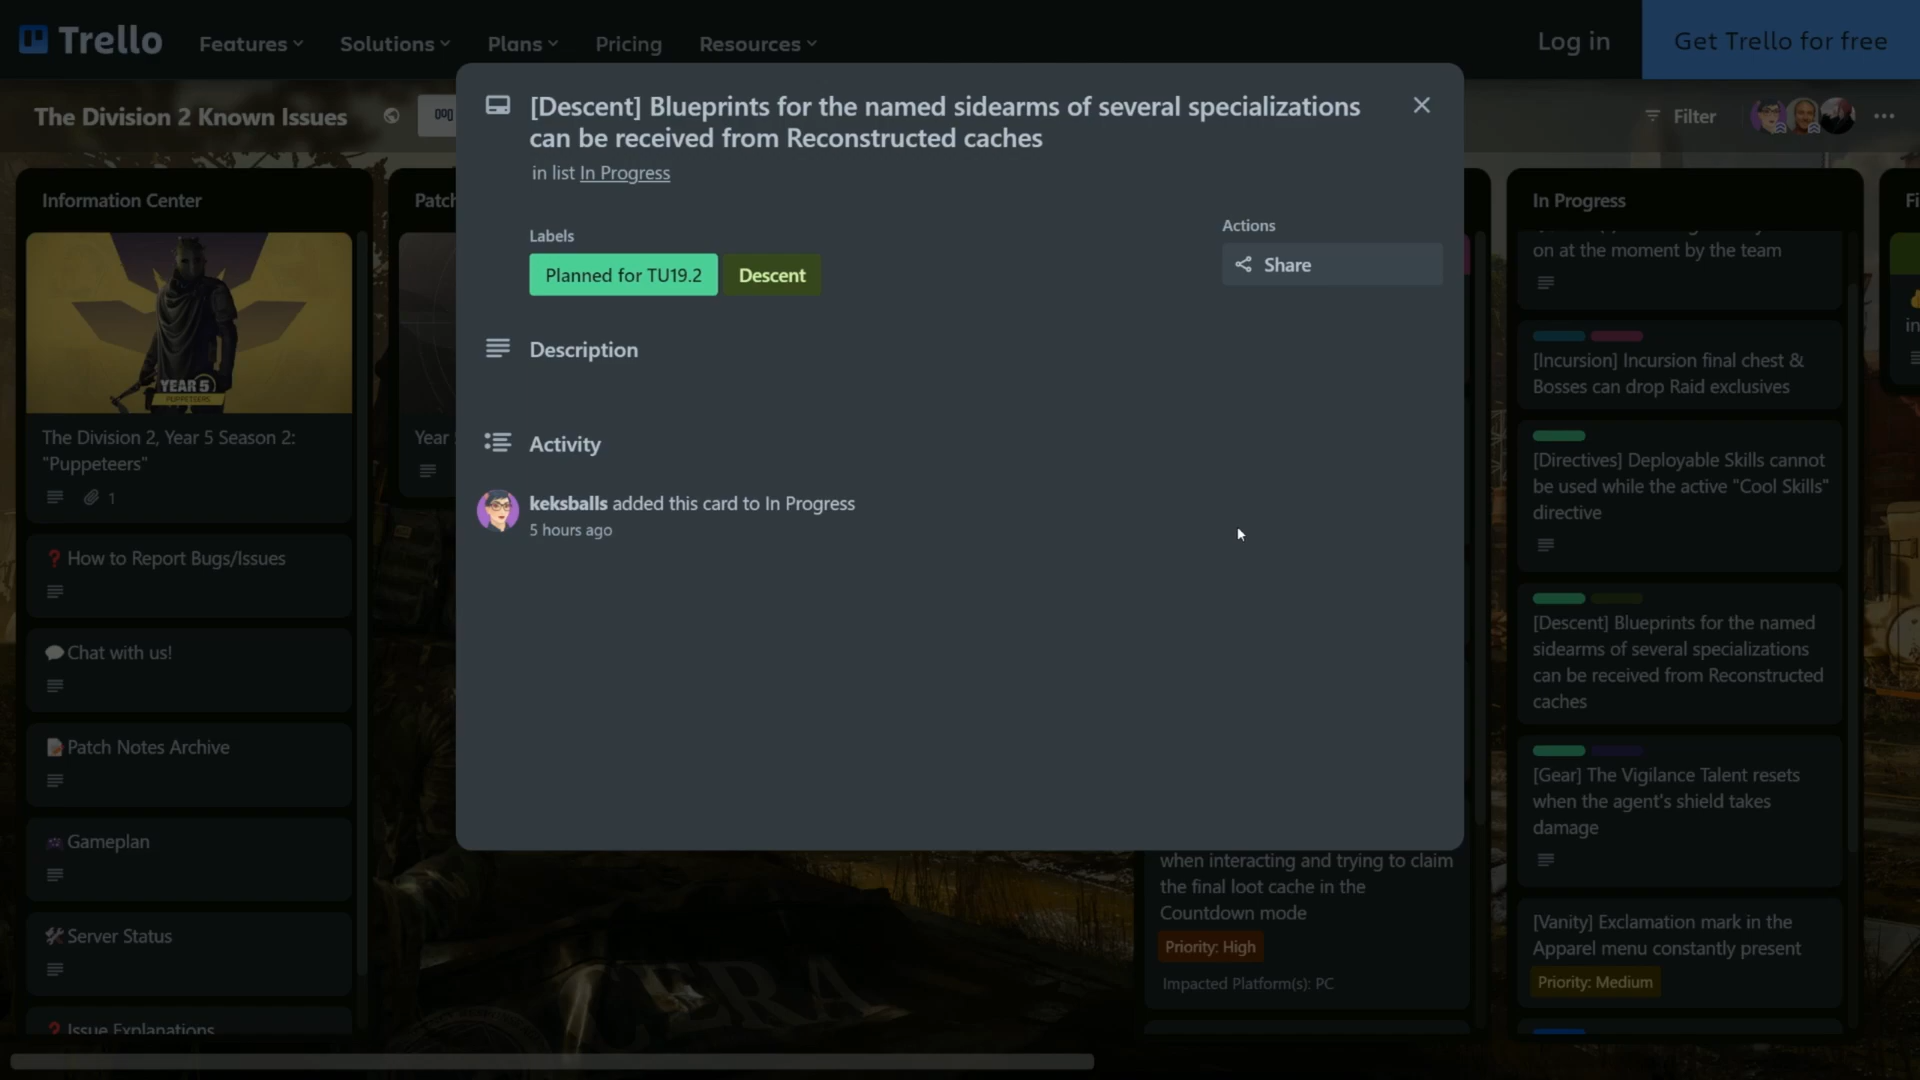 Trello
Features
Solutions
Plans
Pricing
Resources
Log in
Get Trello for free
The Division 2 Known Issues
Filter
[Descent] Blueprints for the named sidearms of several specializations
can be received from Reconstructed caches
in list In Progress
Labels
Planned for TU19.2
Descent
Actions
Share
Description
Activity
keksballs added this card to In Progress
5 hours ago
Information Center
YEAR 5
PUPPETEERS
The Division 2, Year 5 Season 2:
"Puppeteers"
1
❓How to Report Bugs/Issues
💬Chat with us!
📝Patch Notes Archive
🎮Gameplan
🛠Server Status
❓Issue Explanations
Patch
Year
when interacting and trying to claim
the final loot cache in the
Countdown mode
Priority: High
Impacted Platform(s): PC
In Progress
on at the moment by the team
[Incursion] Incursion final chest &
Bosses can drop Raid exclusives
[Directives] Deployable Skills cannot
be used while the active "Cool Skills"
directive
[Descent] Blueprints for the named
sidearms of several specializations
can be received from Reconstructed
caches
[Gear] The Vigilance Talent resets
when the agent's shield takes
damage
[Vanity] Exclamation mark in the
Apparel menu constantly present
Priority: Medium
Fi
in